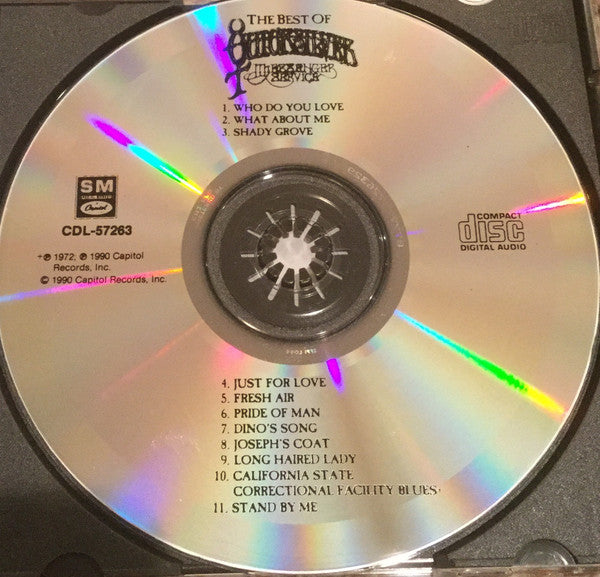 THE BEST OF
QUICKSILVER
MESSENGER
SERVICE
1. WHO DO YOU LOVE
2. WHAT ABOUT ME
3. SHADY GROVE
SM
Capitol
CDL-57263
+℗ 1972; ℗ 1990 Capitol
Records, Inc.
© 1990 Capitol Records, Inc.
COMPACT
disc
DIGITAL AUDIO
4. JUST FOR LOVE
5. FRESH AIR
6. PRIDE OF MAN
7. DINO'S SONG
8. JOSEPH'S COAT
9. LONG HAIRED LADY
10. CALIFORNIA STATE
CORRECTIONAL FACILITY BLUES+
11. STAND BY ME